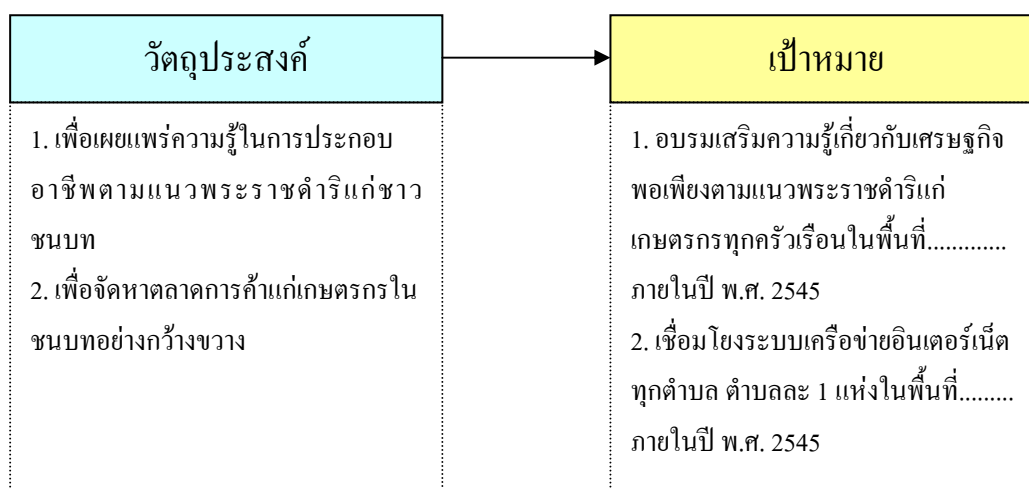 วัตถุประสงค์
1. เพื่อเผยแพร่ความรู้ในการประกอบ
อาชีพตามแนวพระราชดำริแก่ชาว
ชนบท
2. เพื่อจัดหาตลาดการค้าแก่เกษตรกรใน
ชนบทอย่างกว้างขวาง
เป้าหมาย
1. อบรมเสริมความรู้เกี่ยวกับเศรษฐกิจ
พอเพียงตามแนวพระราชดำริแก่
เกษตรกรทุกครัวเรือนในพื้นที่.............
ภายในปี พ.ศ. 2545
2. เชื่อมโยงระบบเครือข่ายอินเตอร์เน็ต
ทุกตำบล ตำบลละ 1 แห่งในพื้นที่.........
ภายในปี พ.ศ. 2545